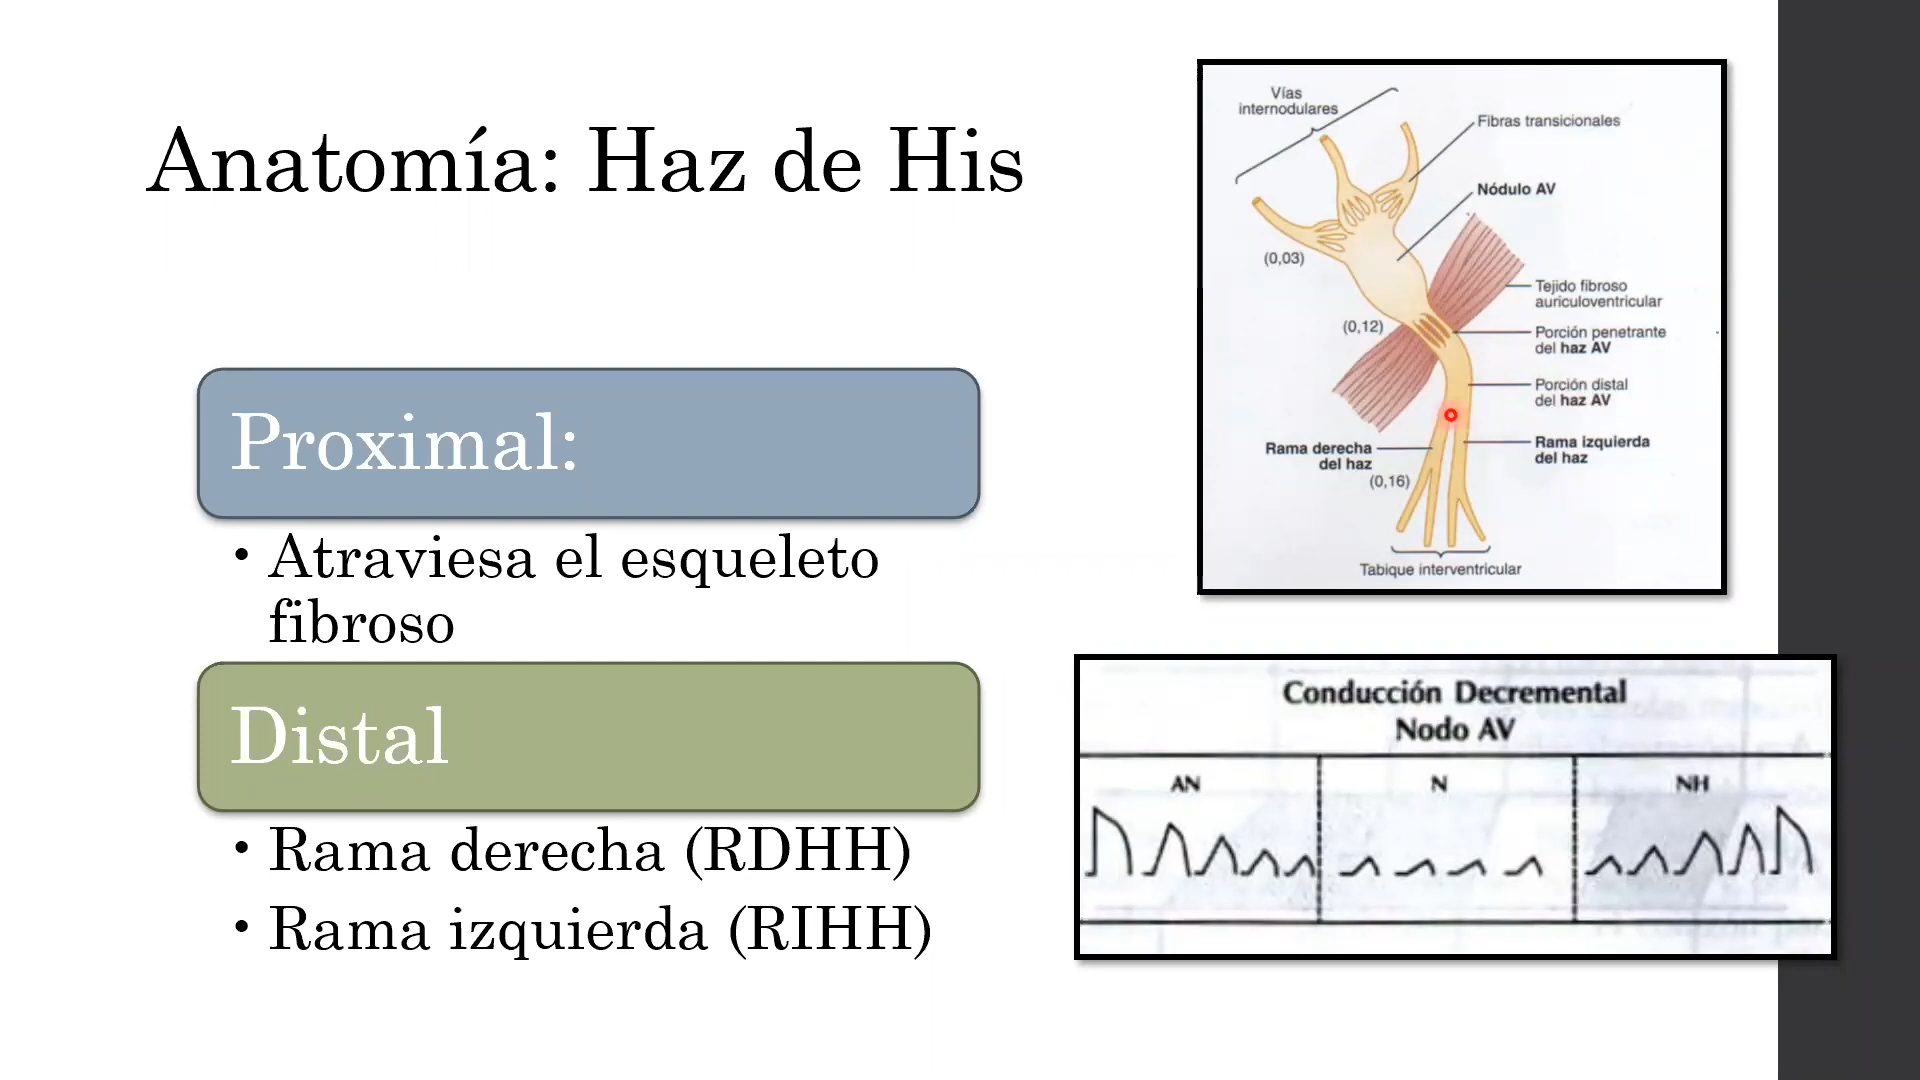 Anatomía: Haz de His
Proximal:
• Atraviesa el esqueleto
fibroso
Distal
• Rama derecha (RDHH)
• Rama izquierda (RIHH)
Vías
internodulares
Fibras transicionales
Nódulo AV
(0,03)
Tejido fibroso
auriculoventricular
(0,12)
Porción penetrante
del haz AV
Porción distal
del haz AV
Rama derecha
del haz
Rama izquierda
del haz
(0,16)
Tabique interventricular
Conducción Decremental
Nodo AV
AN N NH